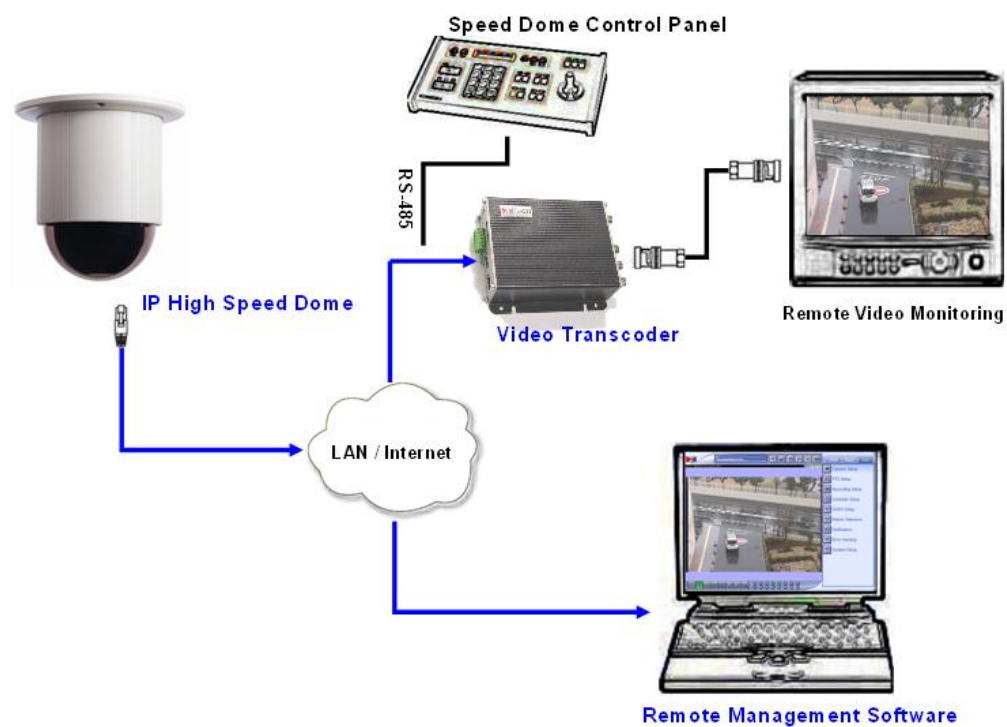 Speed Dome Control Panel
RS-485
IP High Speed Dome
Video Transcoder
Remote Video Monitoring
LAN / Internet
Remote Management Software